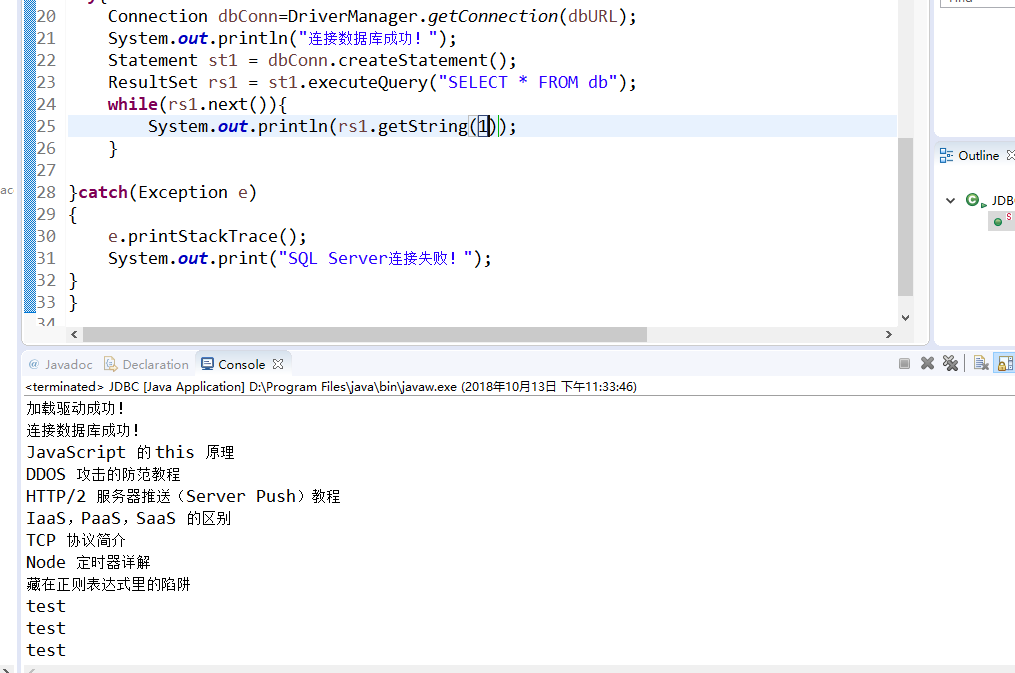 20 Connection dbConn=DriverManager.getConnection(dbURL);
21 System.out.println("连接数据库成功！");
22 Statement st1 = dbConn.createStatement();
23 ResultSet rs1 = st1.executeQuery("SELECT * FROM db");
24 while(rs1.next()){
25 System.out.println(rs1.getString(1));
26 }
27
28 }catch(Exception e)
29 {
30 e.printStackTrace();
31 System.out.print("SQL Server连接失败！");
32 }
33 }
34
ac
Outline
JDB
S
@ Javadoc Declaration Console
<terminated> JDBC [Java Application] D:\Program Files\java\bin\javaw.exe (2018年10月13日 下午11:33:46)
加载驱动成功！
连接数据库成功！
JavaScript 的 this 原理
DDOS 攻击的防范教程
HTTP/2 服务器推送（Server Push）教程
IaaS，PaaS，SaaS 的区别
TCP 协议简介
Node 定时器详解
藏在正则表达式里的陷阱
test
test
test